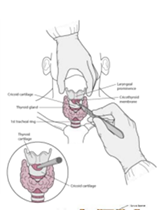 Laryngeal
prominence
Cricoid cartilage
Cricothyroid
membrane
Thyroid gland
1st tracheal ring
Thyroid
cartilage
Cricoid cartilage